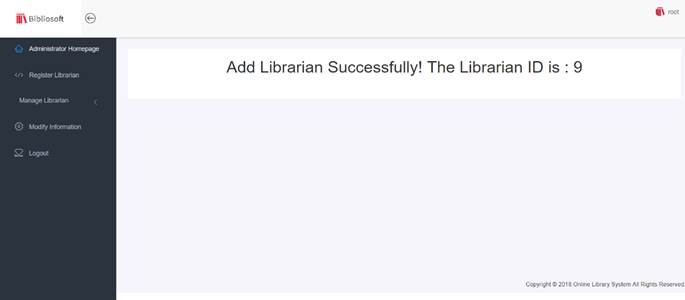 Bibliosoft
root
Administrator Homepage
Register Librarian
Manage Librarian
Modify Information
Logout
Add Librarian Successfully! The Librarian ID is : 9
Copyright © 2018 Online Library System All Rights Reserved.